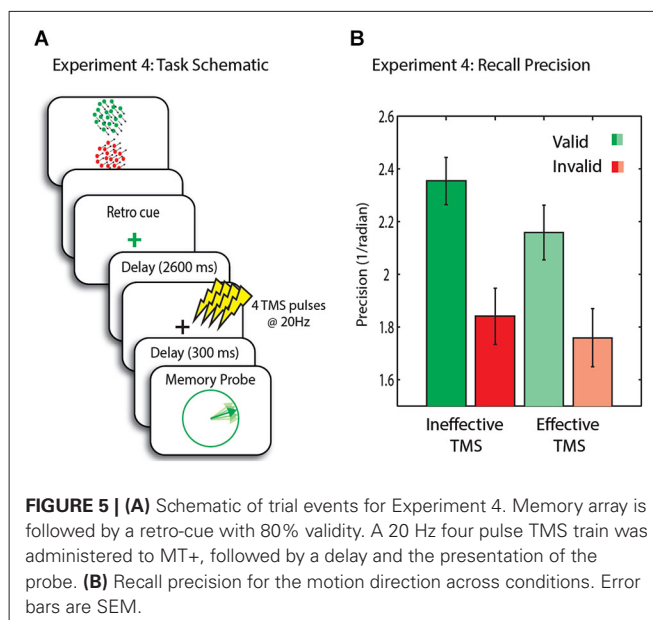 A
Experiment 4: Task Schematic
Retro cue
Delay (2600 ms)
4 TMS pulses
@ 20Hz
Delay (300 ms)
Memory Probe
B
Experiment 4: Recall Precision
Precision (1/radian)
2.6
2.4
2.2
2
1.8
1.6
Valid
Invalid
Ineffective
TMS
Effective
TMS
FIGURE 5 | (A) Schematic of trial events for Experiment 4. Memory array is
followed by a retro-cue with 80% validity. A 20 Hz four pulse TMS train was
administered to MT+, followed by a delay and the presentation of the
probe. (B) Recall precision for the motion direction across conditions. Error
bars are SEM.